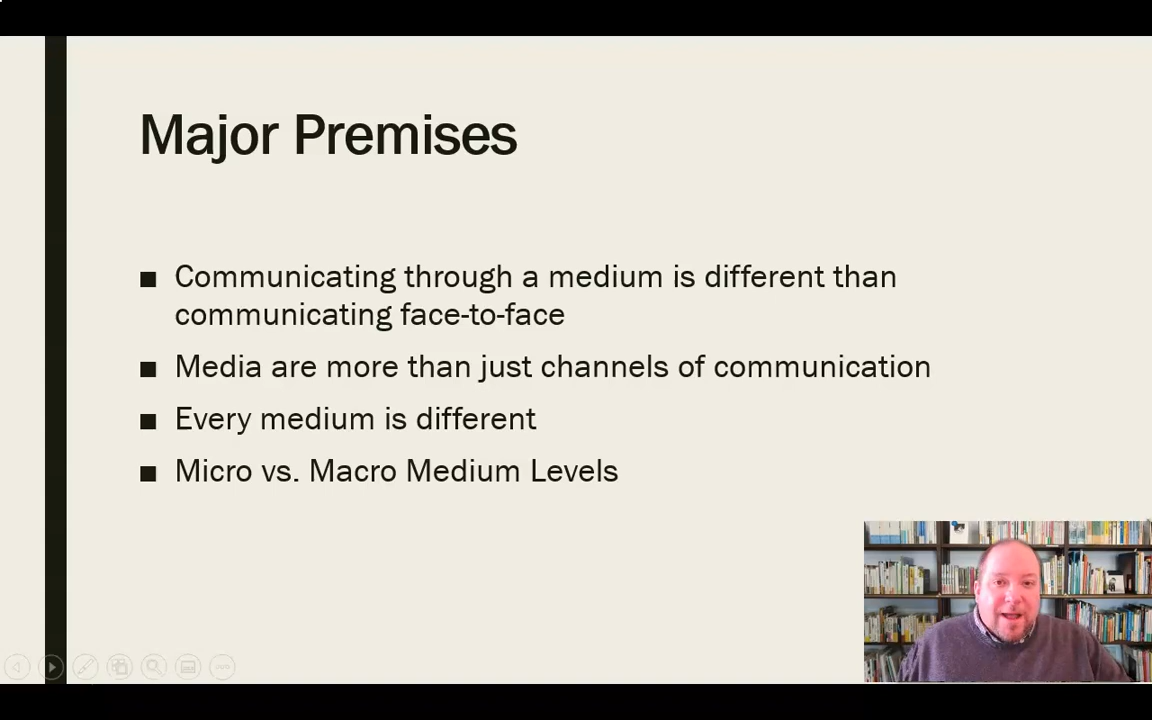 Major Premises
■ Communicating through a medium is different than
communicating face-to-face
■ Media are more than just channels of communication
■ Every medium is different
■ Micro vs. Macro Medium Levels